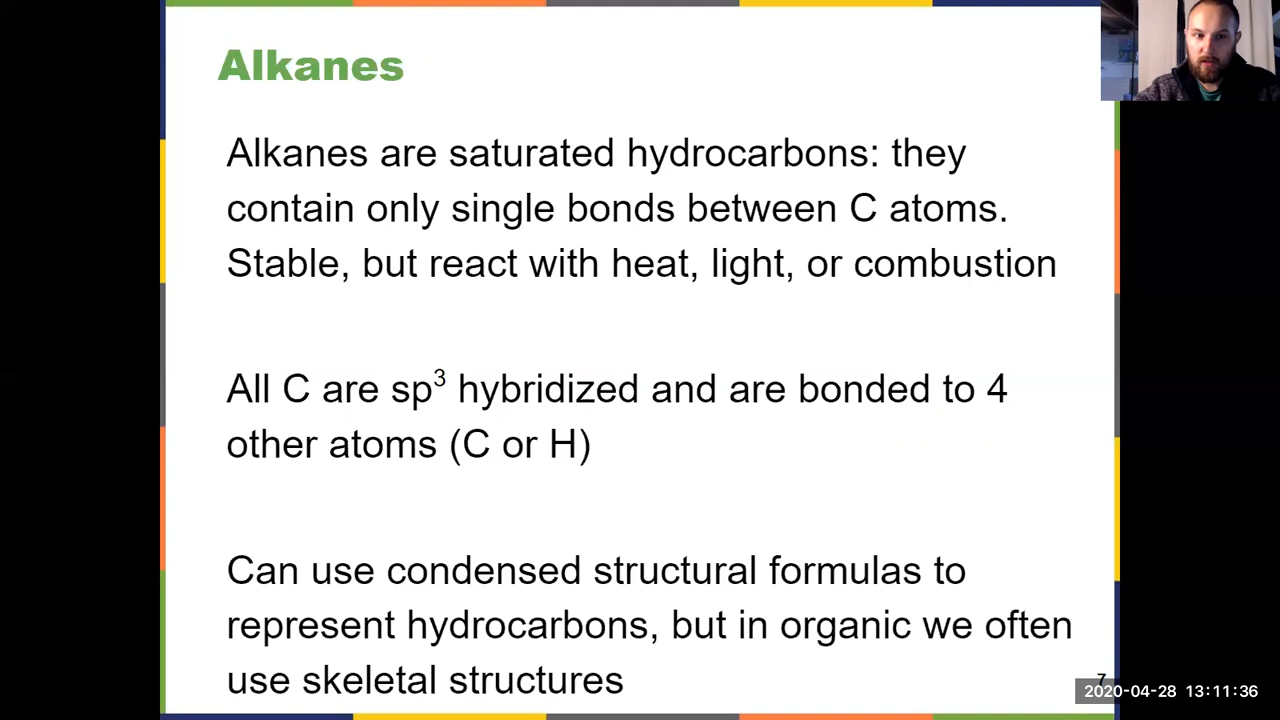 Alkanes
Alkanes are saturated hydrocarbons: they
contain only single bonds between C atoms.
Stable, but react with heat, light, or combustion
All C are sp³ hybridized and are bonded to 4
other atoms (C or H)
Can use condensed structural formulas to
represent hydrocarbons, but in organic we often
use skeletal structures
7
2020-04-28 13:11:36